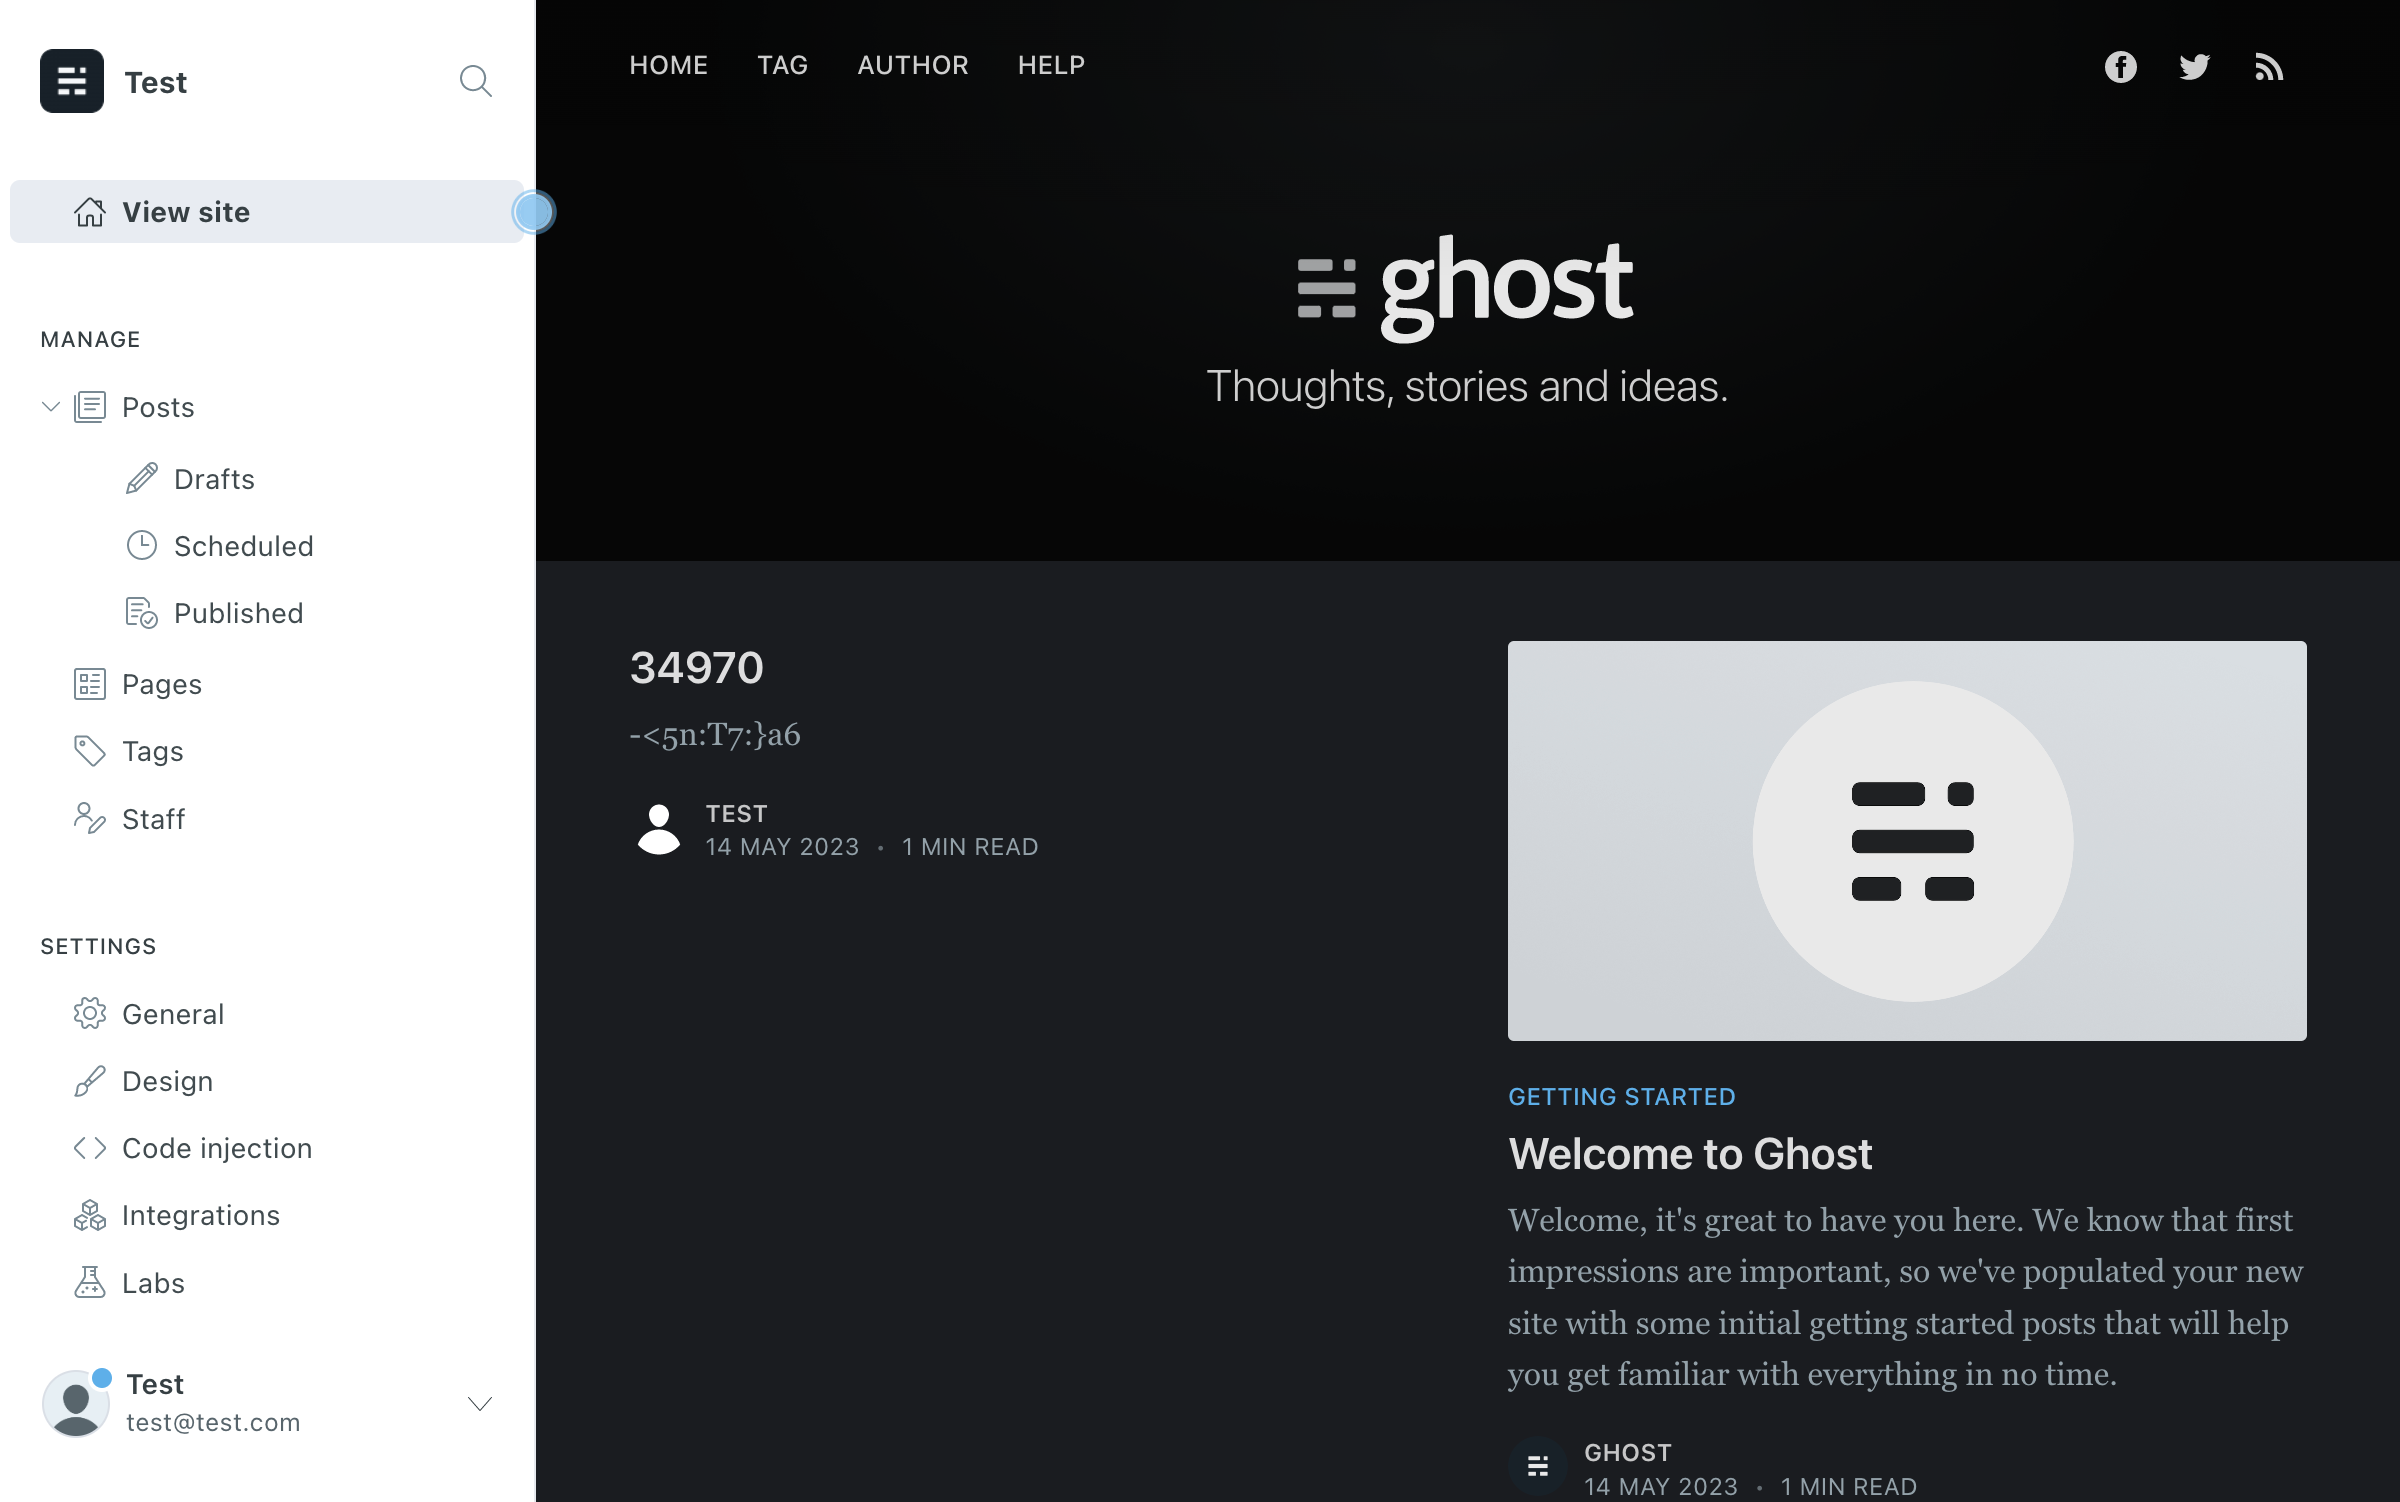 Test
View site
MANAGE
Posts
Drafts
Scheduled
Published
Pages
Tags
Staff
SETTINGS
General
Design
Code injection
Integrations
Labs
Test
test@test.com
HOME TAG AUTHOR HELP
ghost
Thoughts, stories and ideas.
34970
-<5n:T7:}a6
TEST
14 MAY 2023 • 1 MIN READ
GETTING STARTED
Welcome to Ghost
Welcome, it's great to have you here. We know that first
impressions are important, so we've populated your new
site with some initial getting started posts that will help
you get familiar with everything in no time.
GHOST
14 MAY 2023 • 1 MIN READ